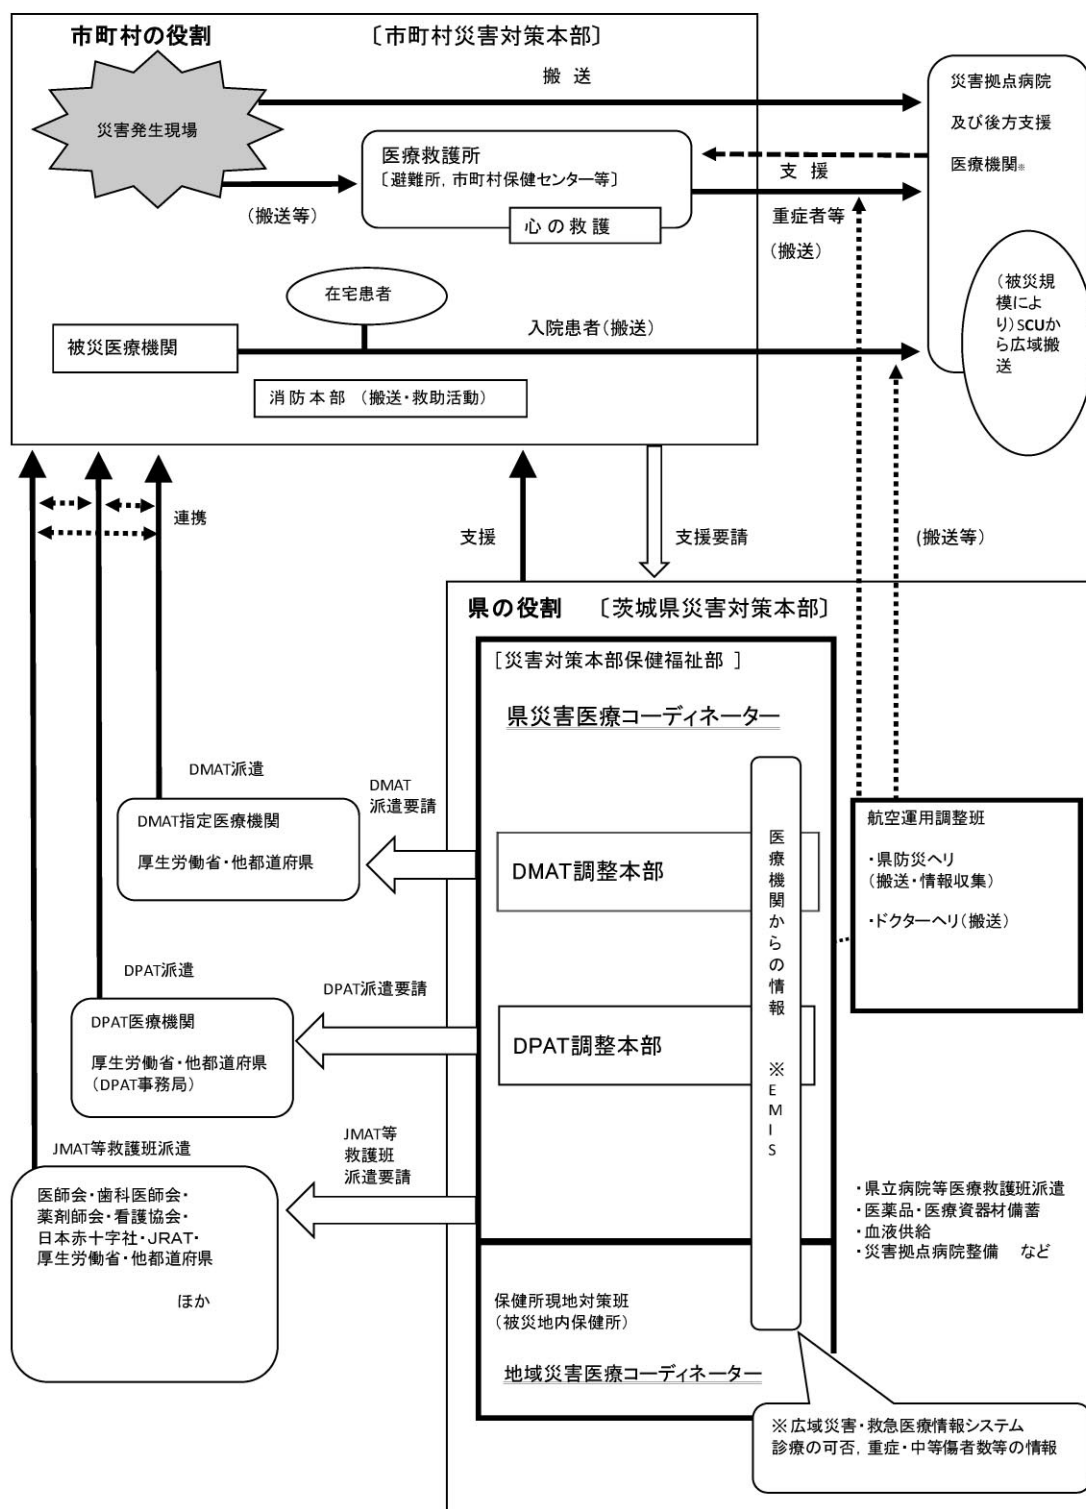 市町村の役割
〔市町村災害対策本部〕
災害発生現場
搬 送
災害拠点病院
及び後方支援
医療機関※
医療救護所
〔避難所, 市町村保健センター等〕
心の救護
(搬送等)
支 援
重症者等
(搬送)
(被災規
模によ
り)SCUか
ら広域搬
送
在宅患者
被災医療機関
入院患者(搬送)
消防本部 (搬送・救助活動)
連携
支援
支援要請
(搬送等)
県の役割 〔茨城県災害対策本部〕
[災害対策本部保健福祉部 ]
県災害医療コーディネーター
DMAT派遣
DMAT
派遣要請
DMAT指定医療機関
厚生労働省・他都道府県
DMAT調整本部
医療機関からの情報 ※EMIS
航空運用調整班
・県防災ヘリ
(搬送・情報収集)
・ドクターヘリ(搬送)
DPAT派遣
DPAT派遣要請
DPAT医療機関
厚生労働省・他都道府県
(DPAT事務局)
DPAT調整本部
JMAT等救護班派遣
JMAT等
救護班
派遣要請
医師会・歯科医師会・
薬剤師会・看護協会・
日本赤十字社・JRAT・
厚生労働省・他都道府県
ほか
・県立病院等医療救護班派遣
・医薬品・医療資器材備蓄
・血液供給
・災害拠点病院整備 など
保健所現地対策班
(被災地内保健所)
地域災害医療コーディネーター
※広域災害・救急医療情報システム
診療の可否, 重症・中等傷者数等の情報